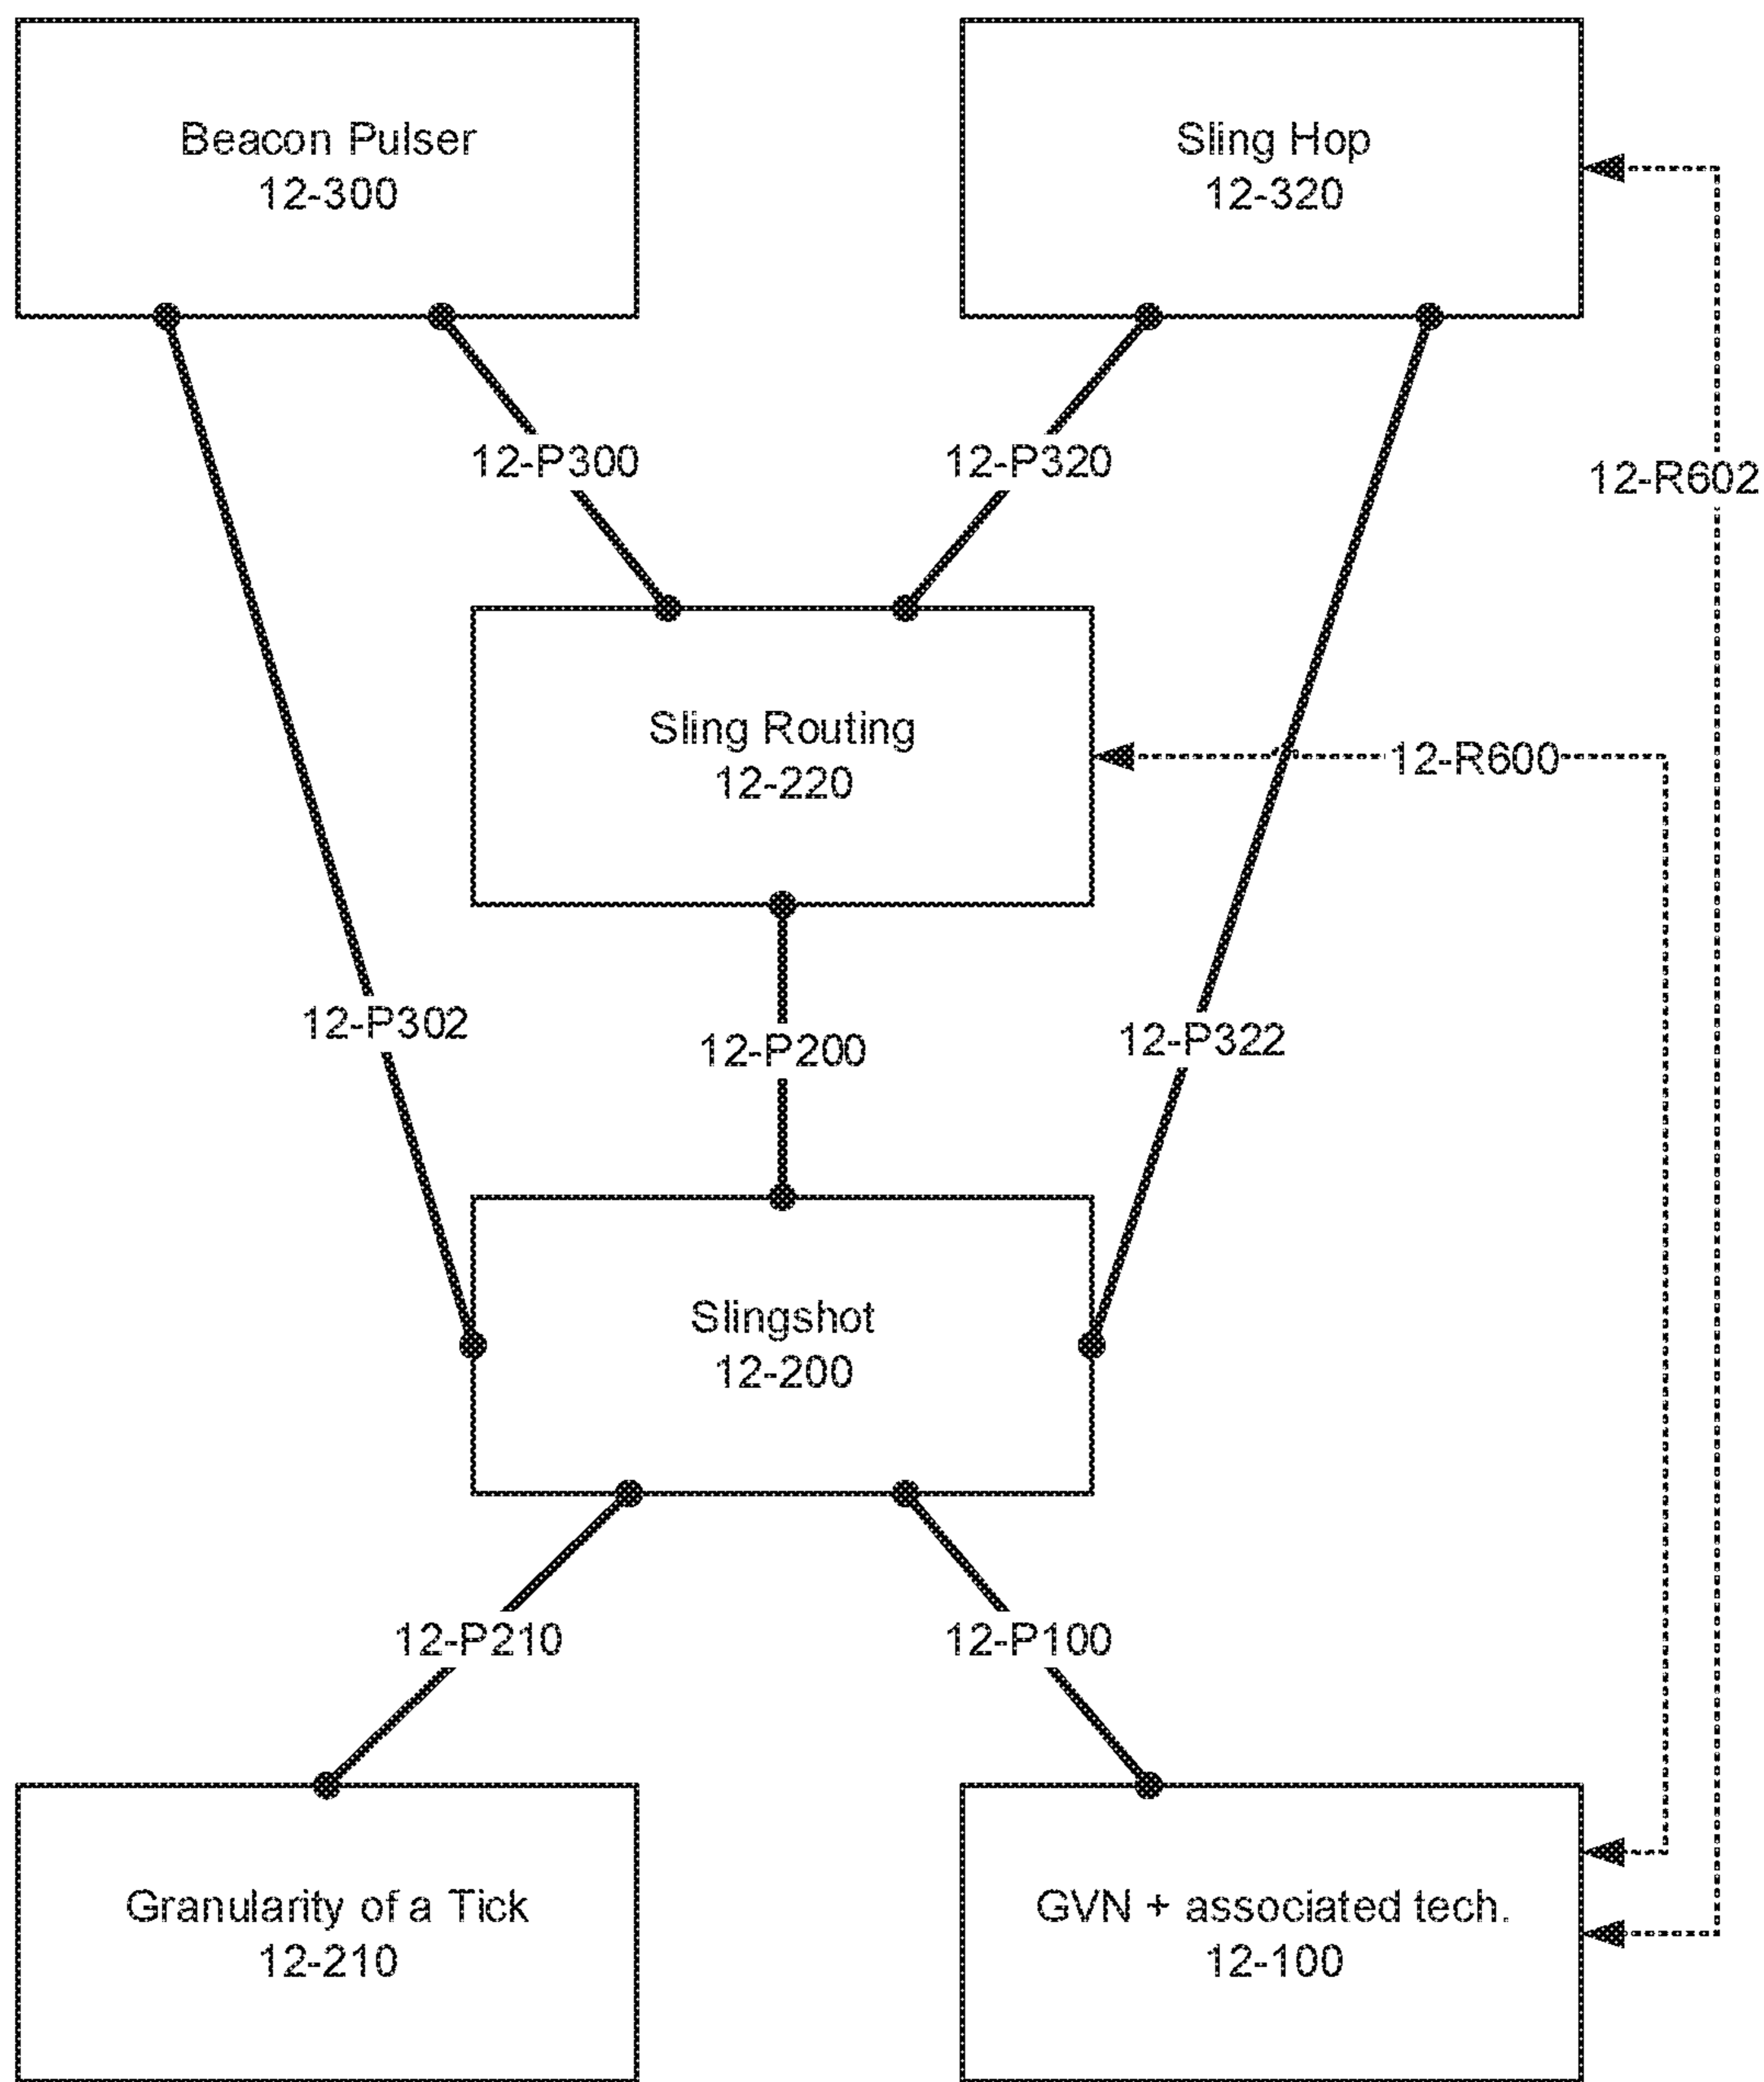 Beacon Pulser
12-300
Sling Hop
12-320
12-P300
12-P320
12-R602
Sling Routing
12-220
12-R600
12-P302
12-P200
12-P322
Slingshot
12-200
12-P210
12-P100
Granularity of a Tick
12-210
GVN + associated tech.
12-100